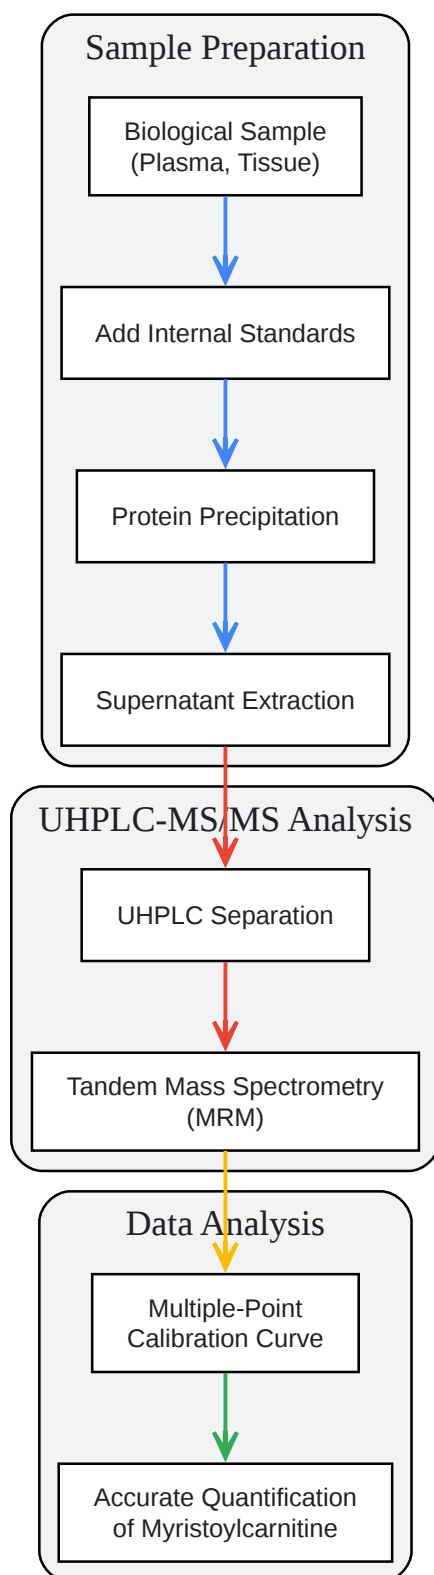 Sample Preparation
Biological Sample
(Plasma, Tissue)
Add Internal Standards
Protein Precipitation
Supernatant Extraction
UHPLC-MS/MS Analysis
UHPLC Separation
Tandem Mass Spectrometry
(MRM)
Data Analysis
Multiple-Point
Calibration Curve
Accurate Quantification
of Myristoylcarnitine